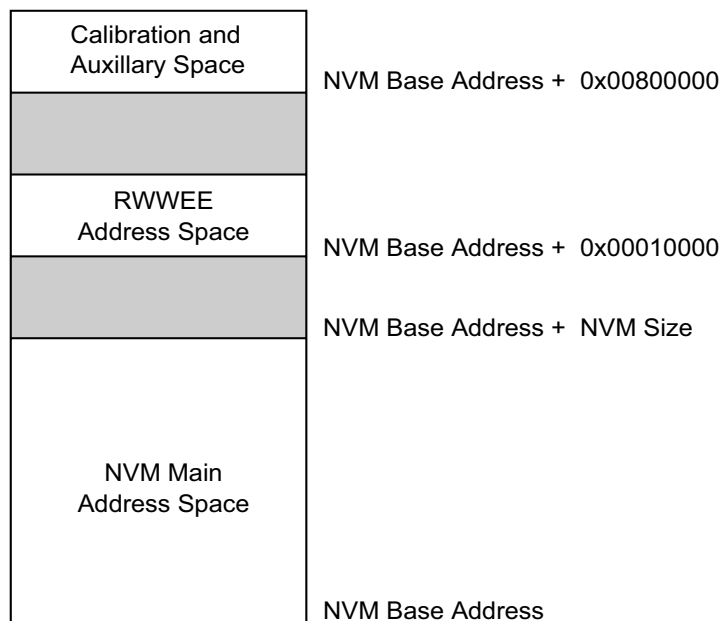 Calibration and
Auxillary Space
NVM Base Address + 0x00800000
RWWEE
Address Space
NVM Base Address + 0x00010000
NVM Base Address + NVM Size
NVM Main
Address Space
NVM Base Address